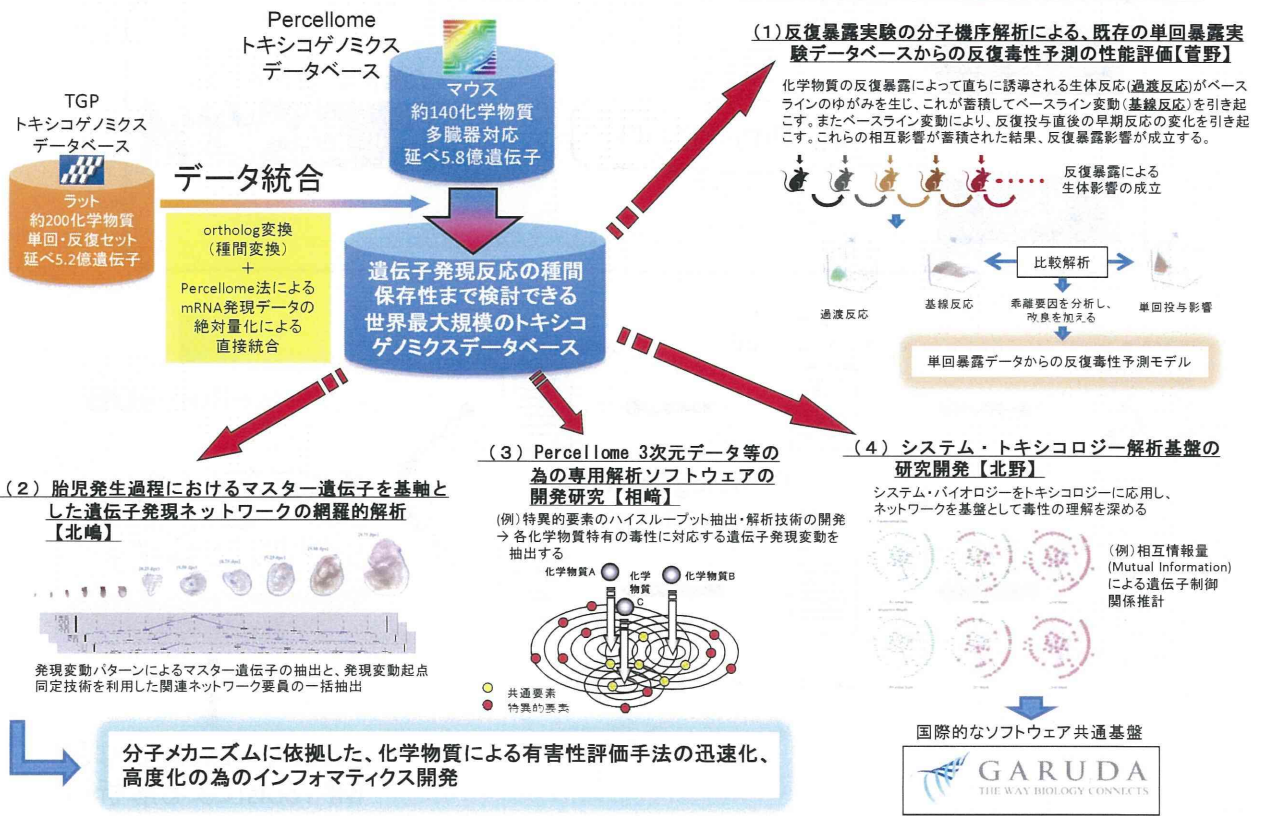 Percellome
トキシコゲノミクス
データベース
マウス
約140化学物質
多臓器対応
延べ5.8億遺伝子
TGP
トキシコゲノミクス
データベース
ラット
約200化学物質
単回・反復セット
延べ5.2億遺伝子
データ統合
ortholog変換
(種間変換)
+
Percellome法による
mRNA発現データの
絶対量化による
直接統合
遺伝子発現反応の種間
保存性まで検討できる
世界最大規模のトキシコ
ゲノミクスデータベース
(1)反復暴露実験の分子機序解析による、既存の単回暴露実
験データベースからの反復毒性予測の性能評価【菅野】
化学物質の反復暴露によって直ちに誘導される生体反応(過渡反応)がベース
ラインのゆがみを生じ、これが蓄積してベースライン変動(基線反応)を引き起
こす。またベースライン変動により、反復投与直後の早期反応の変化を引き起
こす。これらの相互影響が蓄積された結果、反復暴露影響が成立する。
反復暴露による
生体影響の成立
過渡反応
基線反応
比較解析
乖離要因を分析し、
改良を加える
単回投与影響
単回暴露データからの反復毒性予測モデル
(2)胎児発生過程におけるマスター遺伝子を基軸と
した遺伝子発現ネットワークの網羅的解析
【北嶋】
発現変動パターンによるマスター遺伝子の抽出と、発現変動起点
同定技術を利用した関連ネットワーク要員の一括抽出
(3)Percellome 3次元データ等の
為の専用解析ソフトウェアの
開発研究【相﨑】
(例)特異的要素のハイスループット抽出・解析技術の開発
→ 各化学物質特有の毒性に対応する遺伝子発現変動を
抽出する
化学物質A
化学
物質
C
化学物質B
共通要素
特異的要素
(4)システム・トキシコロジー解析基盤の
研究開発【北野】
システム・バイオロジーをトキシコロジーに応用し、
ネットワークを基盤として毒性の理解を深める
(例)相互情報量
(Mutual Information)
による遺伝子制御
関係推計
国際的なソフトウェア共通基盤
GARUDA
THE WAY BIOLOGY CONNECTS
分子メカニズムに依拠した、化学物質による有害性評価手法の迅速化、
高度化の為のインフォマティクス開発